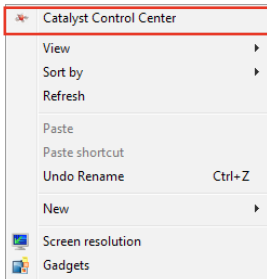 Catalyst Control Center
View
Sort by
Refresh
Paste
Paste shortcut
Undo Rename Ctrl+Z
New
Screen resolution
Gadgets